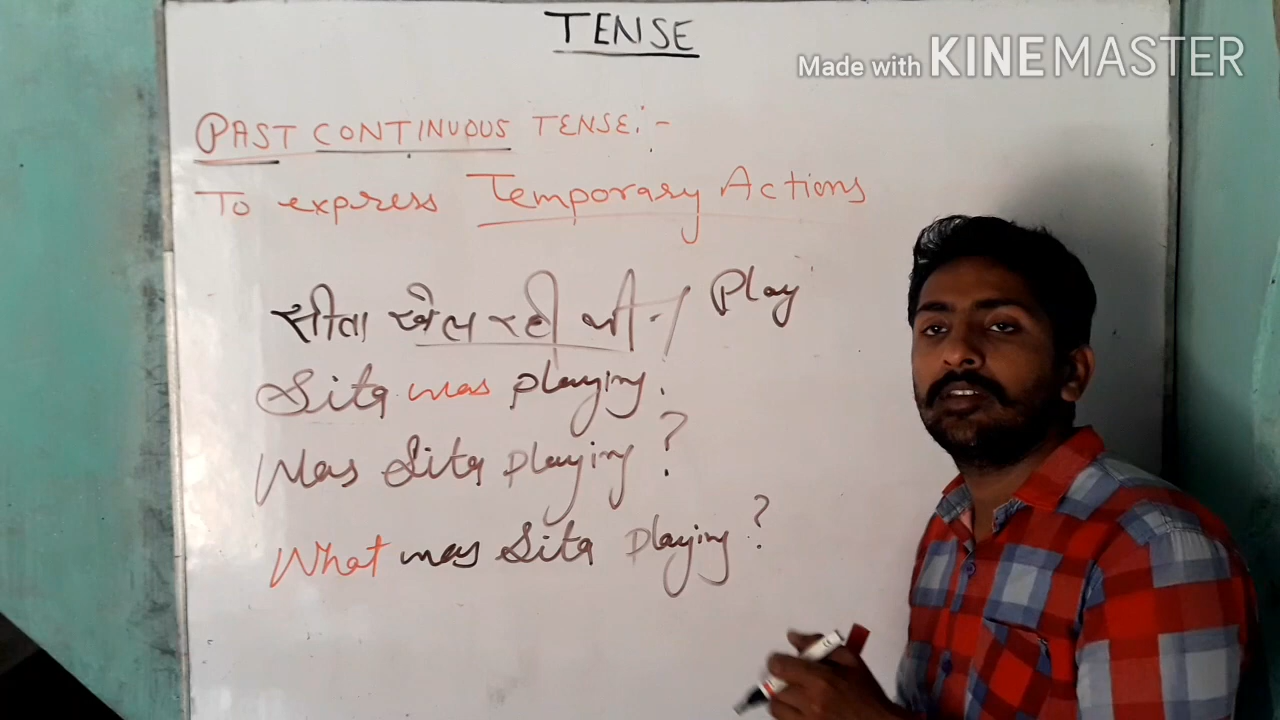 TENSE
Made with KINEMASTER
PAST CONTINUOUS TENSE:-
To express Temporary Actions
सीता खेल रही थी-/ Play
Sita was playing.
Was Sita playing?
What was Sita playing?